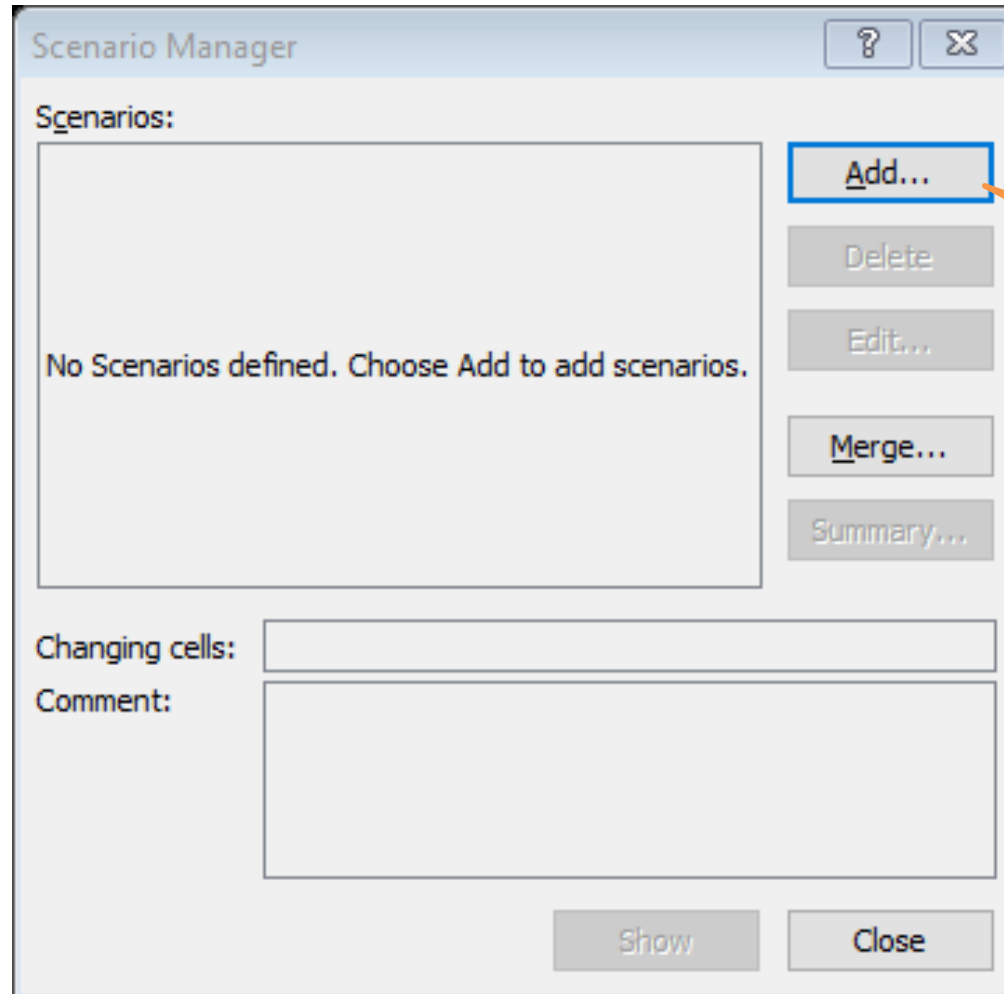 Scenario Manager
Scenarios:
Add...
Delete
Edit...
No Scenarios defined. Choose Add to add scenarios.
Merge...
Summary...
Changing cells:
Comment:
Show
Close